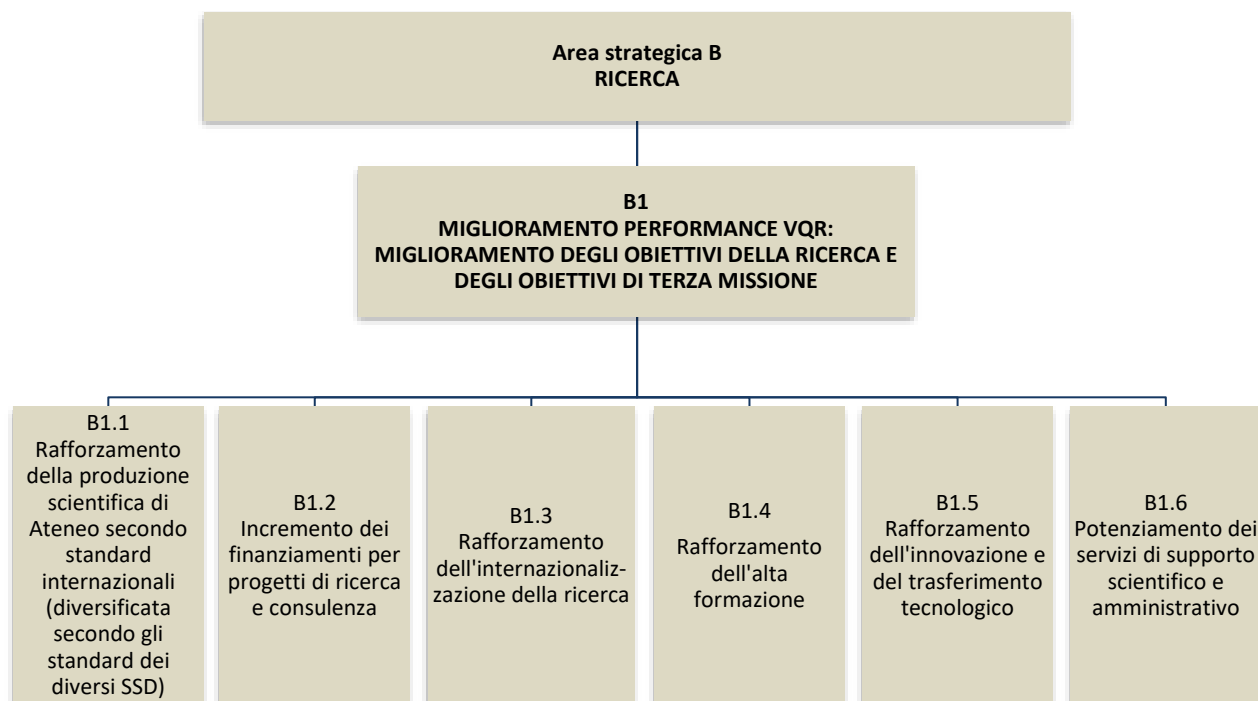 Area strategica B
RICERCA
B1
MIGLIORAMENTO PERFORMANCE VQR:
MIGLIORAMENTO DEGLI OBIETTIVI DELLA RICERCA E
DEGLI OBIETTIVI DI TERZA MISSIONE
B1.1
Rafforzamento
della produzione
scientifica di
Ateneo secondo
standard
internazionali
(diversificata
secondo gli
standard dei
diversi SSD)
B1.2
Incremento dei
finanziamenti per
progetti di ricerca
e consulenza
B1.3
Rafforzamento
dell'internazionaliz-
zazione della ricerca
B1.4
Rafforzamento
dell'alta
formazione
B1.5
Rafforzamento
dell'innovazione e
del trasferimento
tecnologico
B1.6
Potenziamento dei
servizi di supporto
scientifico e
amministrativo